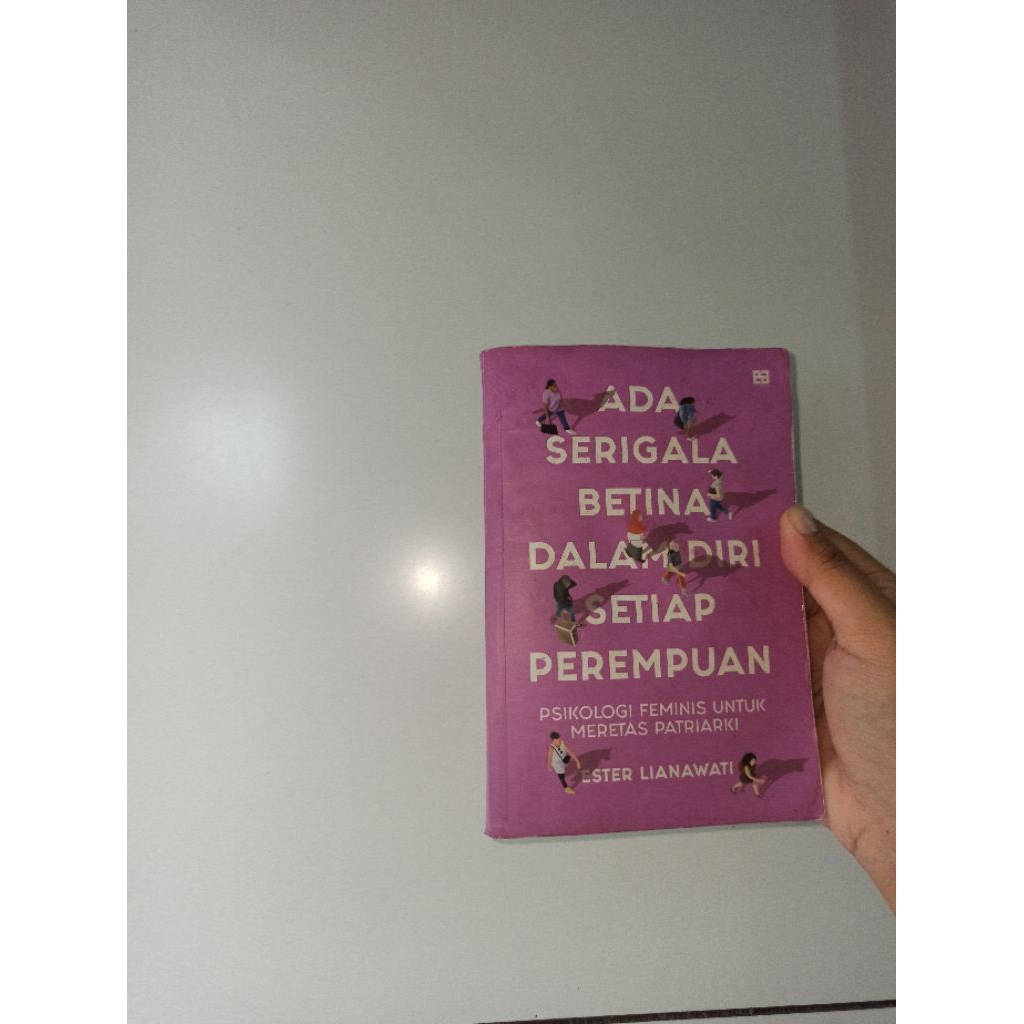 ADA
SERIGALA
BETINA
DALAM DIRI
SETIAP
PEREMPUAN
PSIKOLOGI FEMINIS UNTUK
MERETAS PATRIARKI
ESTER LIANAWATI